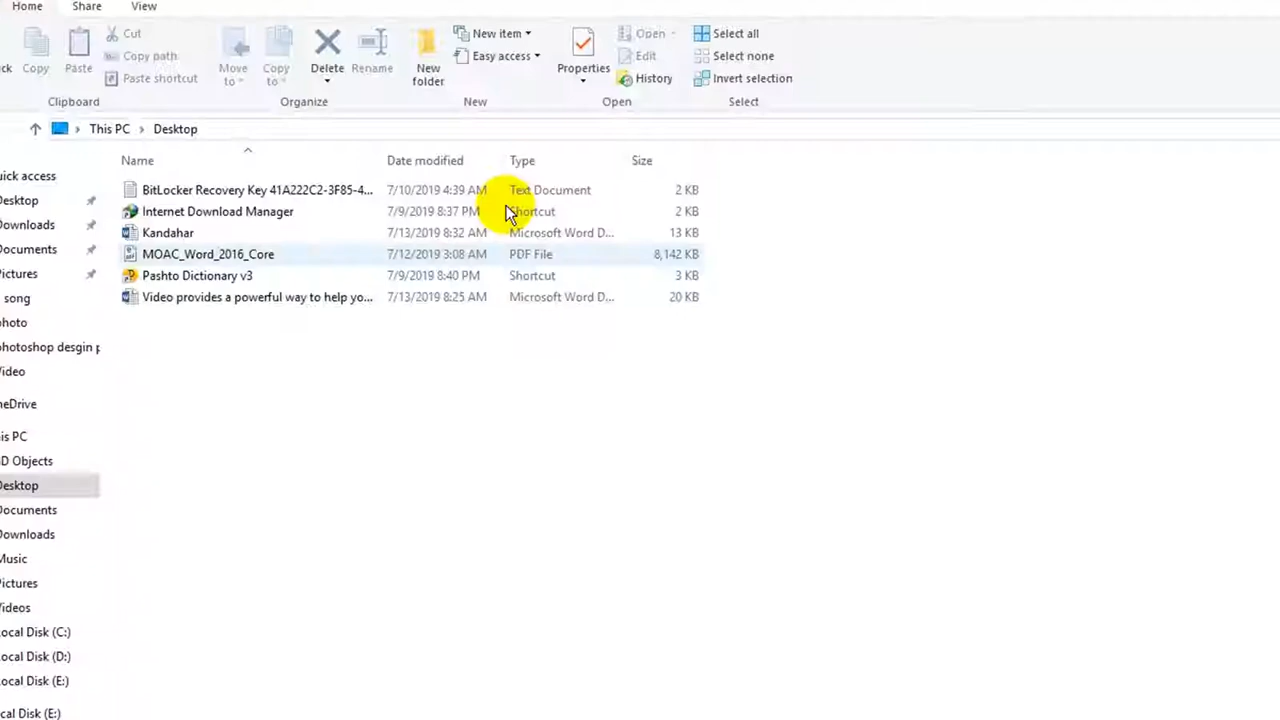 Home Share View
Cut
Copy path
Paste shortcut
Copy Paste
Clipboard
Move to
Copy to
Delete Rename
Organize
New folder
New item
Easy access
New
Properties
Open
Edit
History
Open
Select all
Select none
Invert selection
Select
This PC Desktop
Name Date modified Type Size
BitLocker Recovery Key 41A222C2-3F85-4... 7/10/2019 4:39 AM Text Document 2 KB
Internet Download Manager 7/9/2019 8:37 PM Shortcut 2 KB
Kandahar 7/13/2019 8:32 AM Microsoft Word D... 13 KB
MOAC_Word_2016_Core 7/12/2019 3:08 AM PDF File 8,142 KB
Pashto Dictionary v3 7/9/2019 8:40 PM Shortcut 3 KB
Video provides a powerful way to help yo... 7/13/2019 8:25 AM Microsoft Word D... 20 KB
uick access
Desktop
Downloads
Documents
Pictures
song
photo
photoshop desgin p
Video
neDrive
his PC
3D Objects
Desktop
Documents
Downloads
Music
Pictures
Videos
ocal Disk (C:)
ocal Disk (D:)
ocal Disk (E:)
cal Disk (E:)